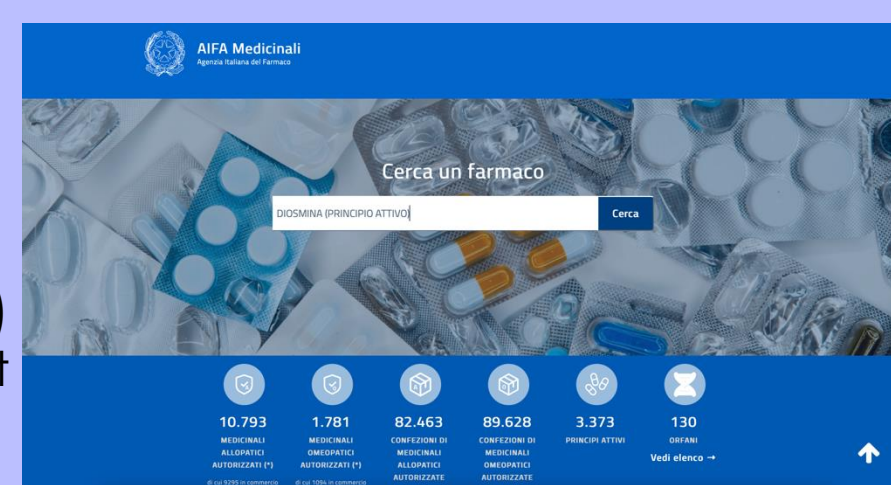 AIFA Medicinali
Agenzia Italiana del Farmaco
Cerca un farmaco
DIOSMINA (PRINCIPIO ATTIVO)
Cerca
)
t
10.793
MEDICINALI
ALLOPATICI
AUTORIZZATI (*)
di cui 9295 in commercio
1.781
MEDICINALI
OMEOPATICI
AUTORIZZATI (*)
di cui 1094 in commercio
82.463
CONFEZIONI DI
MEDICINALI
ALLOPATICI
AUTORIZZATE
89.628
CONFEZIONI DI
MEDICINALI
OMEOPATICI
AUTORIZZATE
3.373
PRINCIPI ATTIVI
130
ORFANI
Vedi elenco →